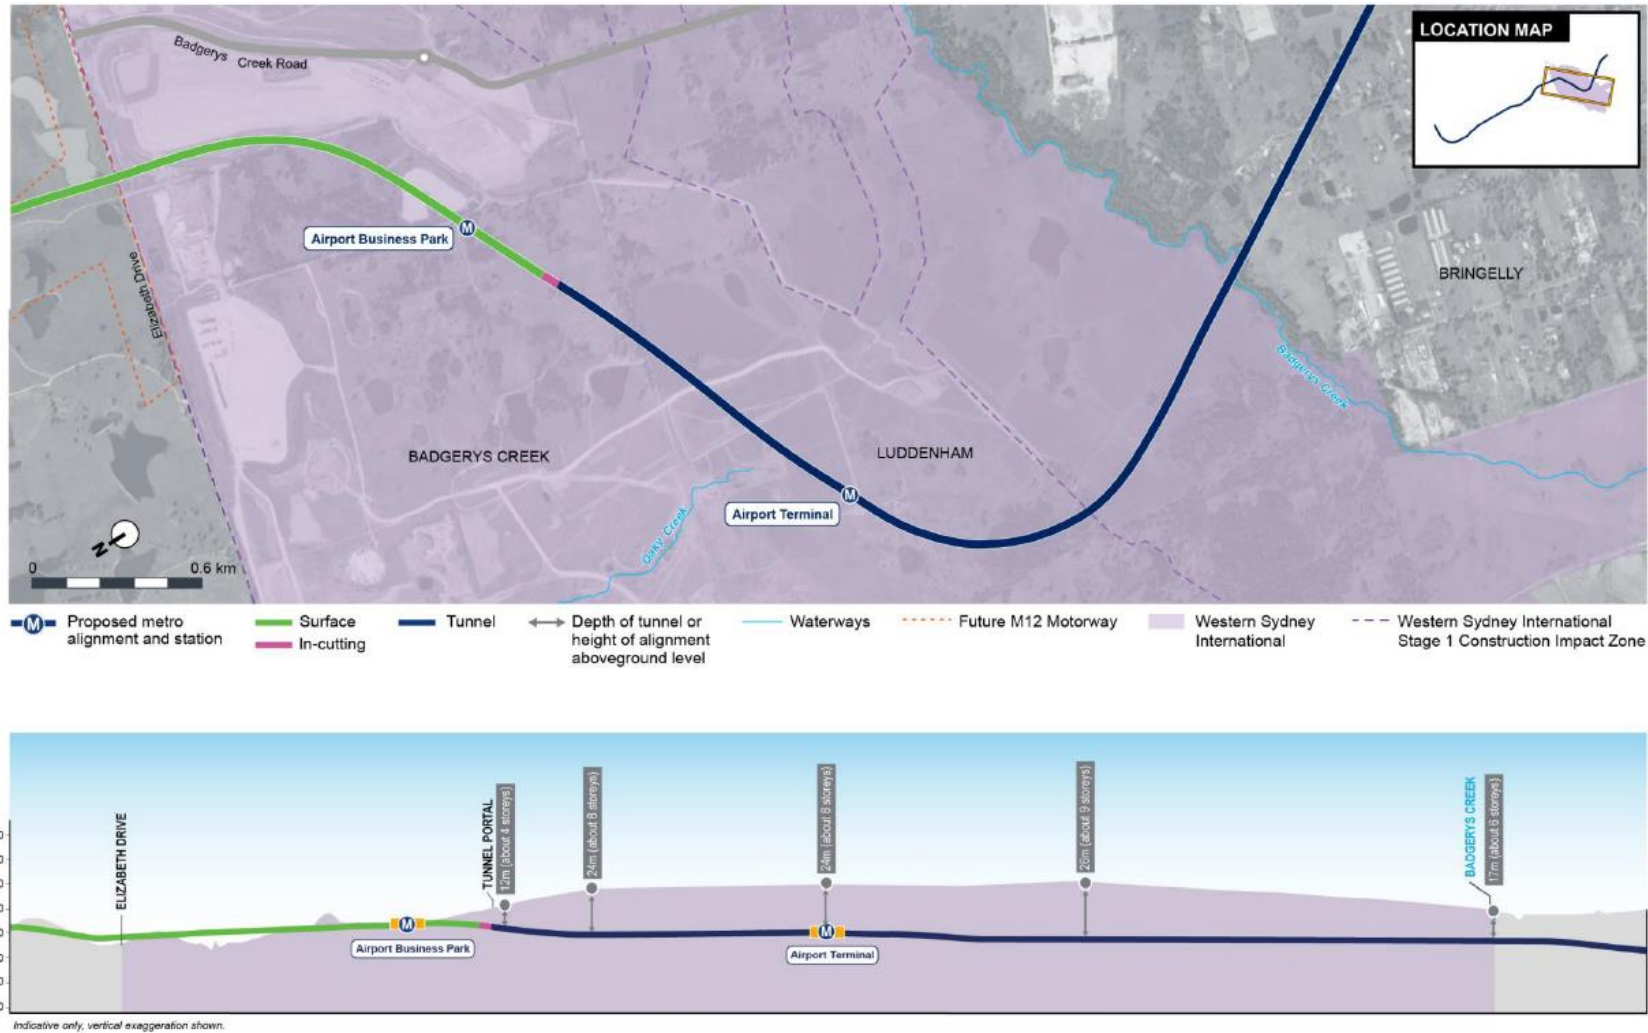 LOCATION MAP
Badgerys Creek Road
Airport Business Park
Elizabeth Drive
BRINGELLY
Badgerys Creek
BADGERYS CREEK
LUDDENHAM
Airport Terminal
Oaky Creek
N
0 0.6 km
Proposed metro
alignment and station
Surface
In-cutting
Tunnel
Depth of tunnel or
height of alignment
aboveground level
Waterways
Future M12 Motorway
Western Sydney
International
Western Sydney International
Stage 1 Construction Impact Zone
ELIZABETH DRIVE
TUNNEL PORTAL
12m (about 4 storeys)
24m (about 8 storeys)
24m (about 8 storeys)
26m (about 9 storeys)
BADGERYS CREEK
17m (about 6 storeys)
Airport Business Park
Airport Terminal
Indicative only, vertical exaggeration shown.